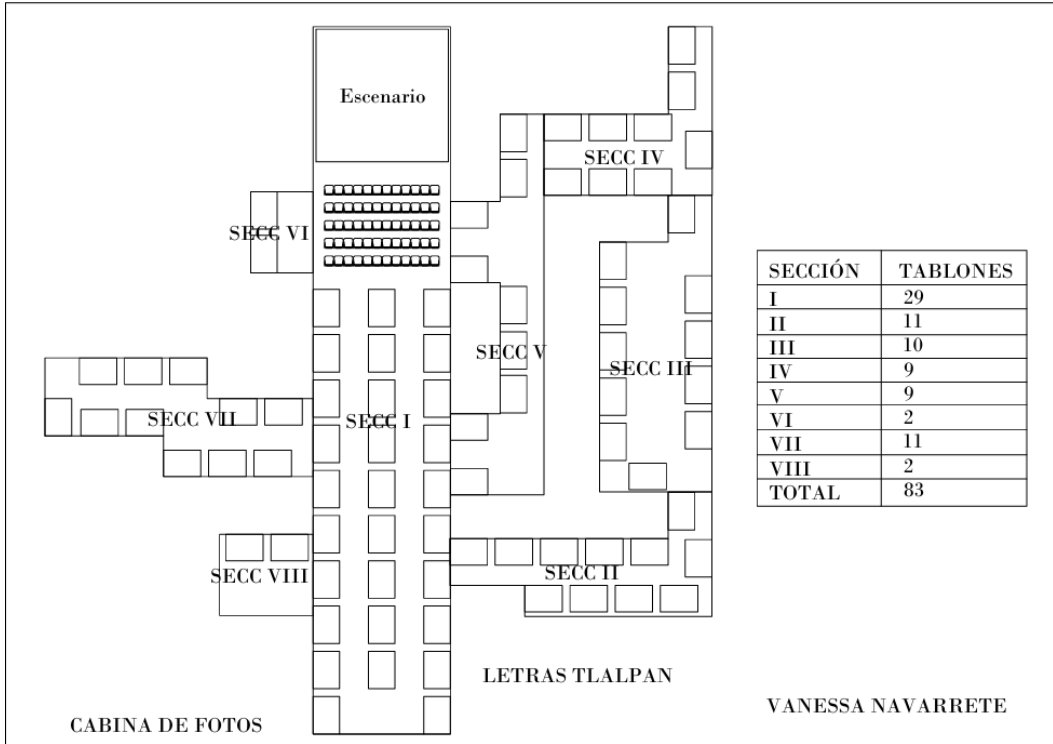 Escenario
SECC IV
SECC VI
SECC V
SECC III
SECC VII
SECC I
SECC VIII
SECC II
SECCIÓN TABLONES
I 29
II 11
III 10
IV 9
V 9
VI 2
VII 11
VIII 2
TOTAL 83
LETRAS TLALPAN
CABINA DE FOTOS
VANESSA NAVARRETE